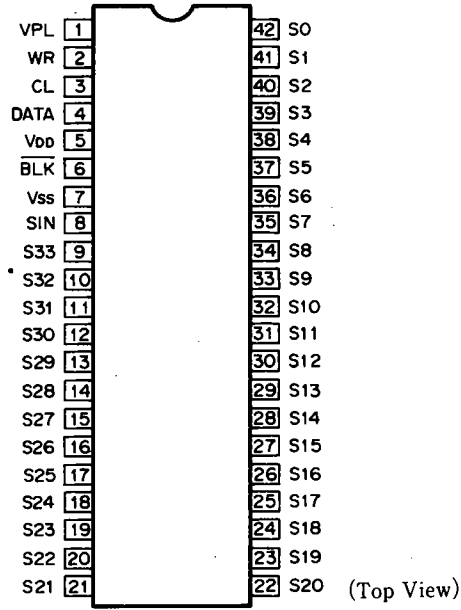 VPL 1 42 S0
WR 2 41 S1
CL 3 40 S2
DATA 4 39 S3
VDD 5 38 S4
BLK 6 37 S5
Vss 7 36 S6
SIN 8 35 S7
S33 9 34 S8
S32 10 33 S9
S31 11 32 S10
S30 12 31 S11
S29 13 30 S12
S28 14 29 S13
S27 15 28 S14
S26 16 27 S15
S25 17 26 S16
S24 18 25 S17
S23 19 24 S18
S22 20 23 S19
S21 21 22 S20 (Top View)